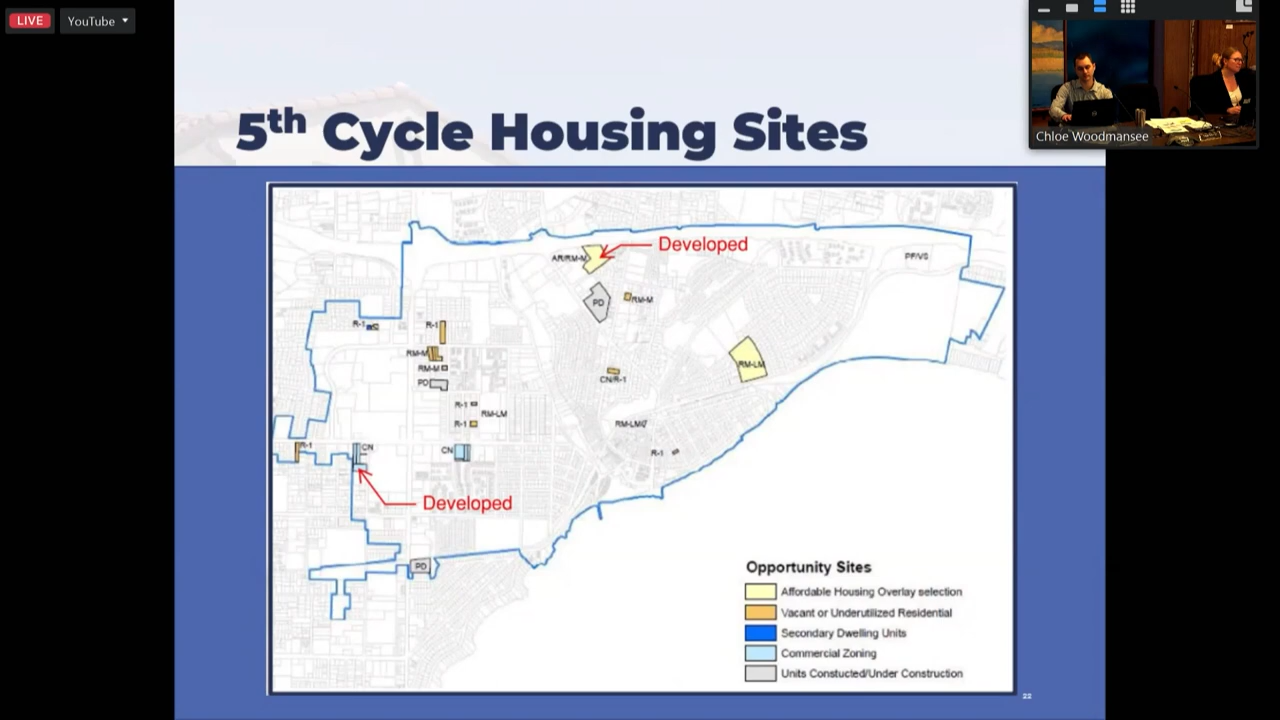 LIVE
YouTube
Chloe Woodmansee
5th Cycle Housing Sites
Developed
AR/RM-M
PF/VS
PD
RM-M
R-1
R-1
RM-M
RM-M
PD
CN/R-1
RM-LM
R-1
RM-LM
R-1
RM-LM
R-1
CN
CN
R-1
Developed
PD
Opportunity Sites
Affordable Housing Overlay selection
Vacant or Underutilized Residential
Secondary Dwelling Units
Commercial Zoning
Units Constucted/Under Construction
22